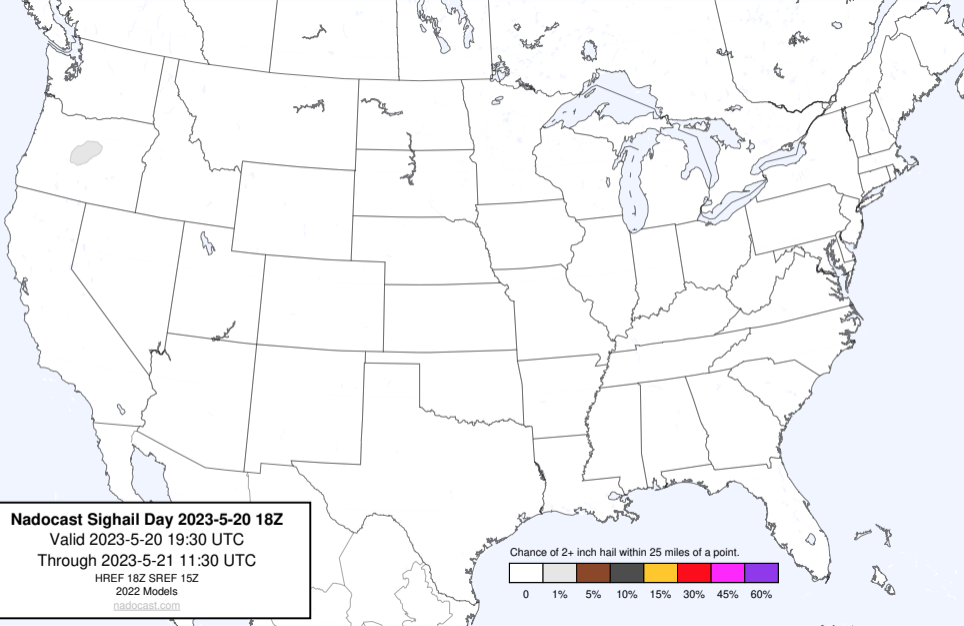 Nadocast Sighail Day 2023-5-20 18Z
Valid 2023-5-20 19:30 UTC
Through 2023-5-21 11:30 UTC
HREF 18Z SREF 15Z
2022 Models
nadocast.com
Chance of 2+ inch hail within 25 miles of a point.
0 1% 5% 10% 15% 30% 45% 60%